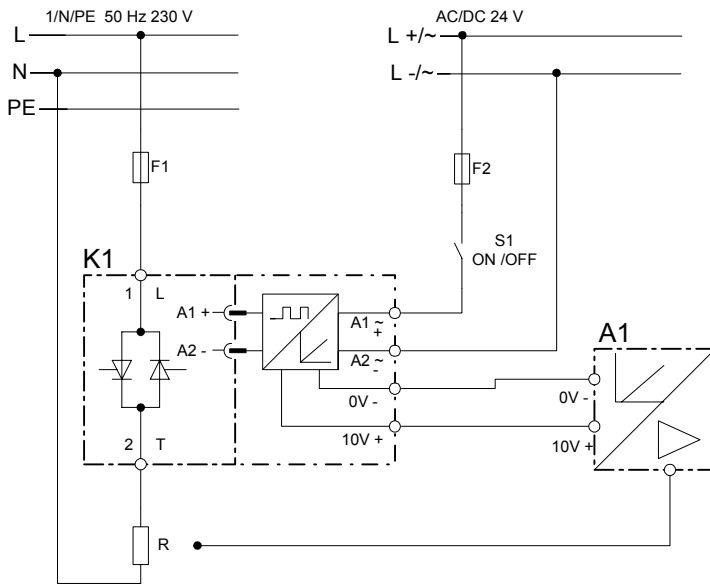 1/N/PE 50 Hz 230 V
AC/DC 24 V
L
L +/~
N
L -/~
PE
F1
F2
S1
ON /OFF
K1
1 L
A1 +
A1 ~
+
A2 -
A2 ~
-
A1
0V -
0V -
10V +
10V +
2 T
R